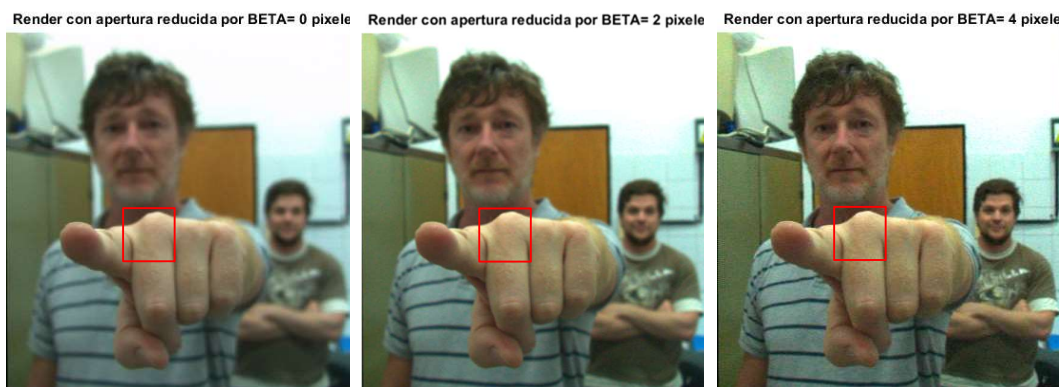 Render con apertura reducida por BETA= 0 pixele
Render con apertura reducida por BETA= 2 pixele
Render con apertura reducida por BETA= 4 pixele